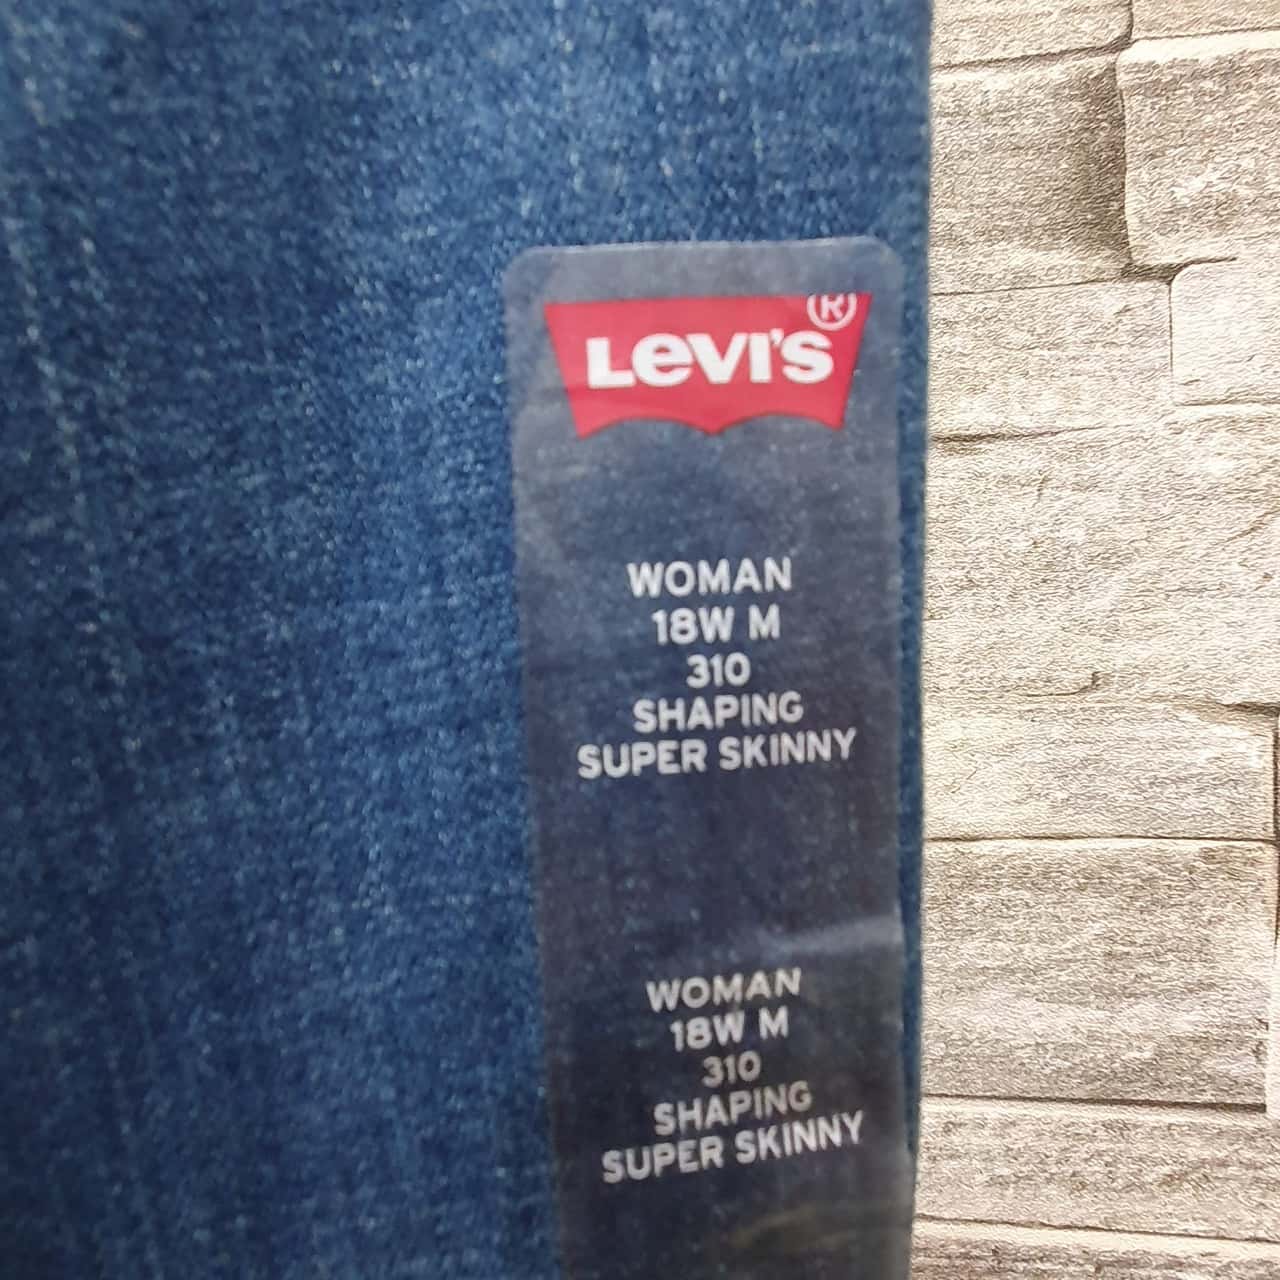 LEVI'S®
WOMAN
18W M
310
SHAPING
SUPER SKINNY
WOMAN
18W M
310
SHAPING
SUPER SKINNY